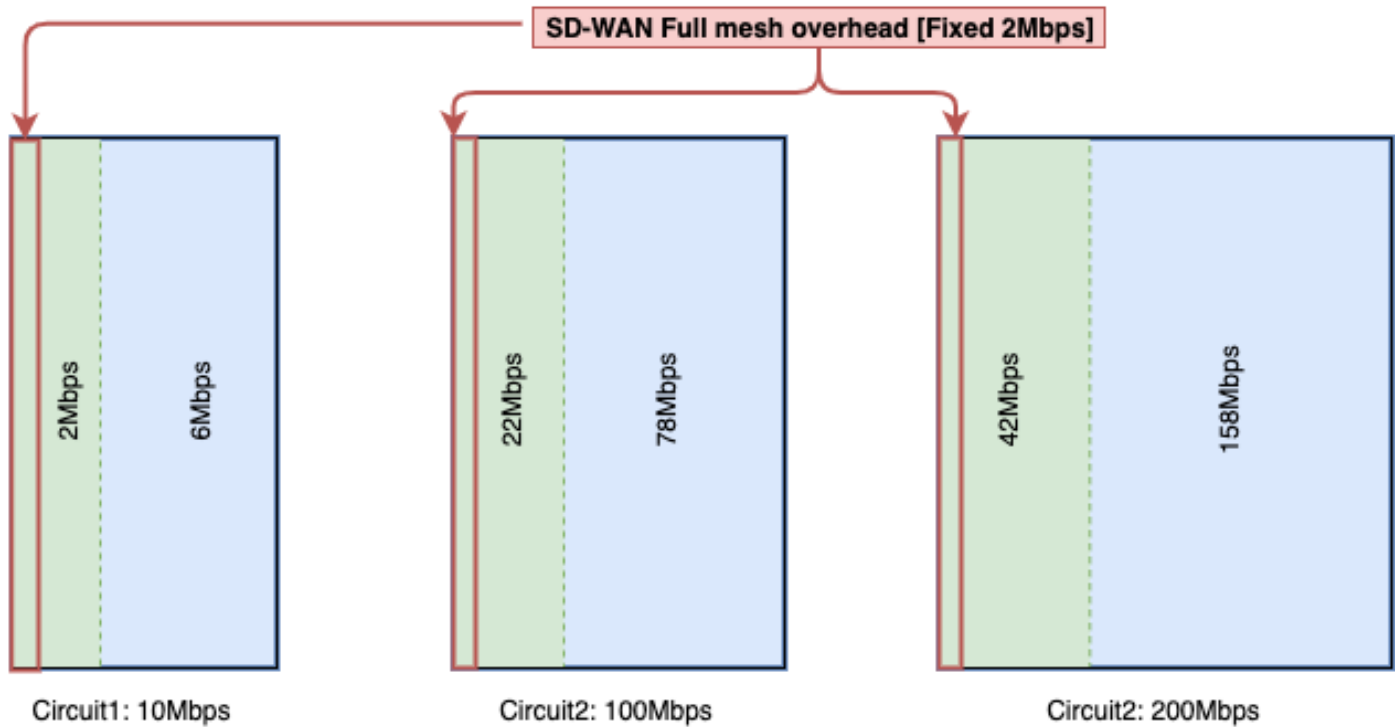 SD-WAN Full mesh overhead [Fixed 2Mbps]
2Mbps
6Mbps
22Mbps
78Mbps
42Mbps
158Mbps
Circuit1: 10Mbps
Circuit2: 100Mbps
Circuit2: 200Mbps